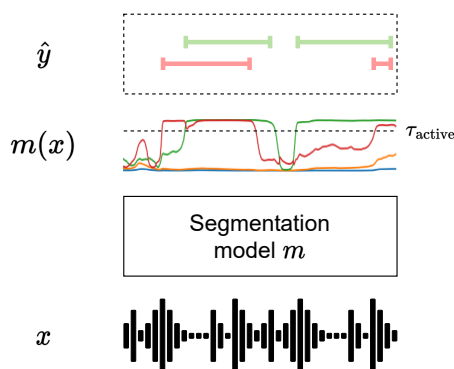 ŷ
m(x)
τ_active
Segmentation
model m
x